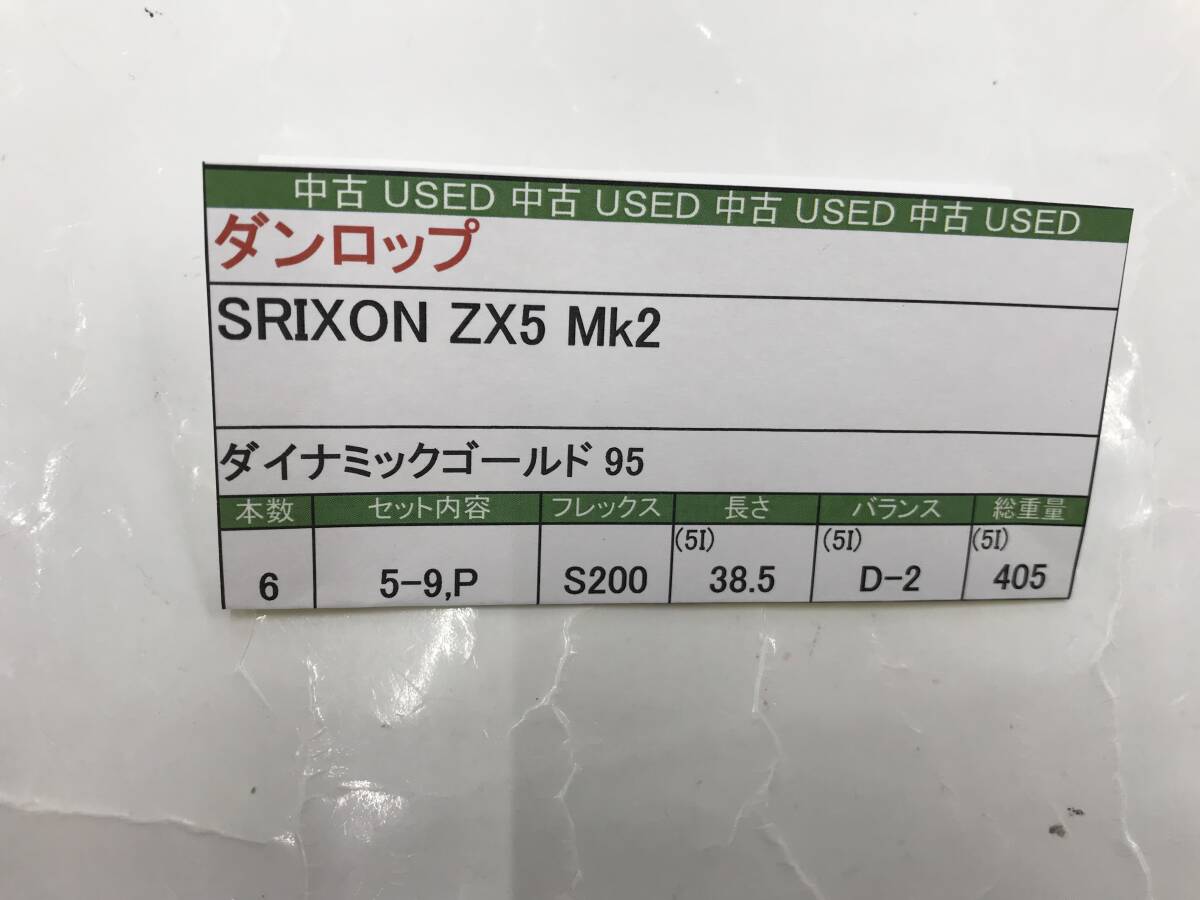 中古 USED 中古 USED 中古 USED 中古 USED
ダンロップ
SRIXON ZX5 Mk2
ダイナミックゴールド 95
本数 セット内容 フレックス 長さ バランス 総重量
(5I) (5I) (5I)
6 5-9,P S200 38.5 D-2 405